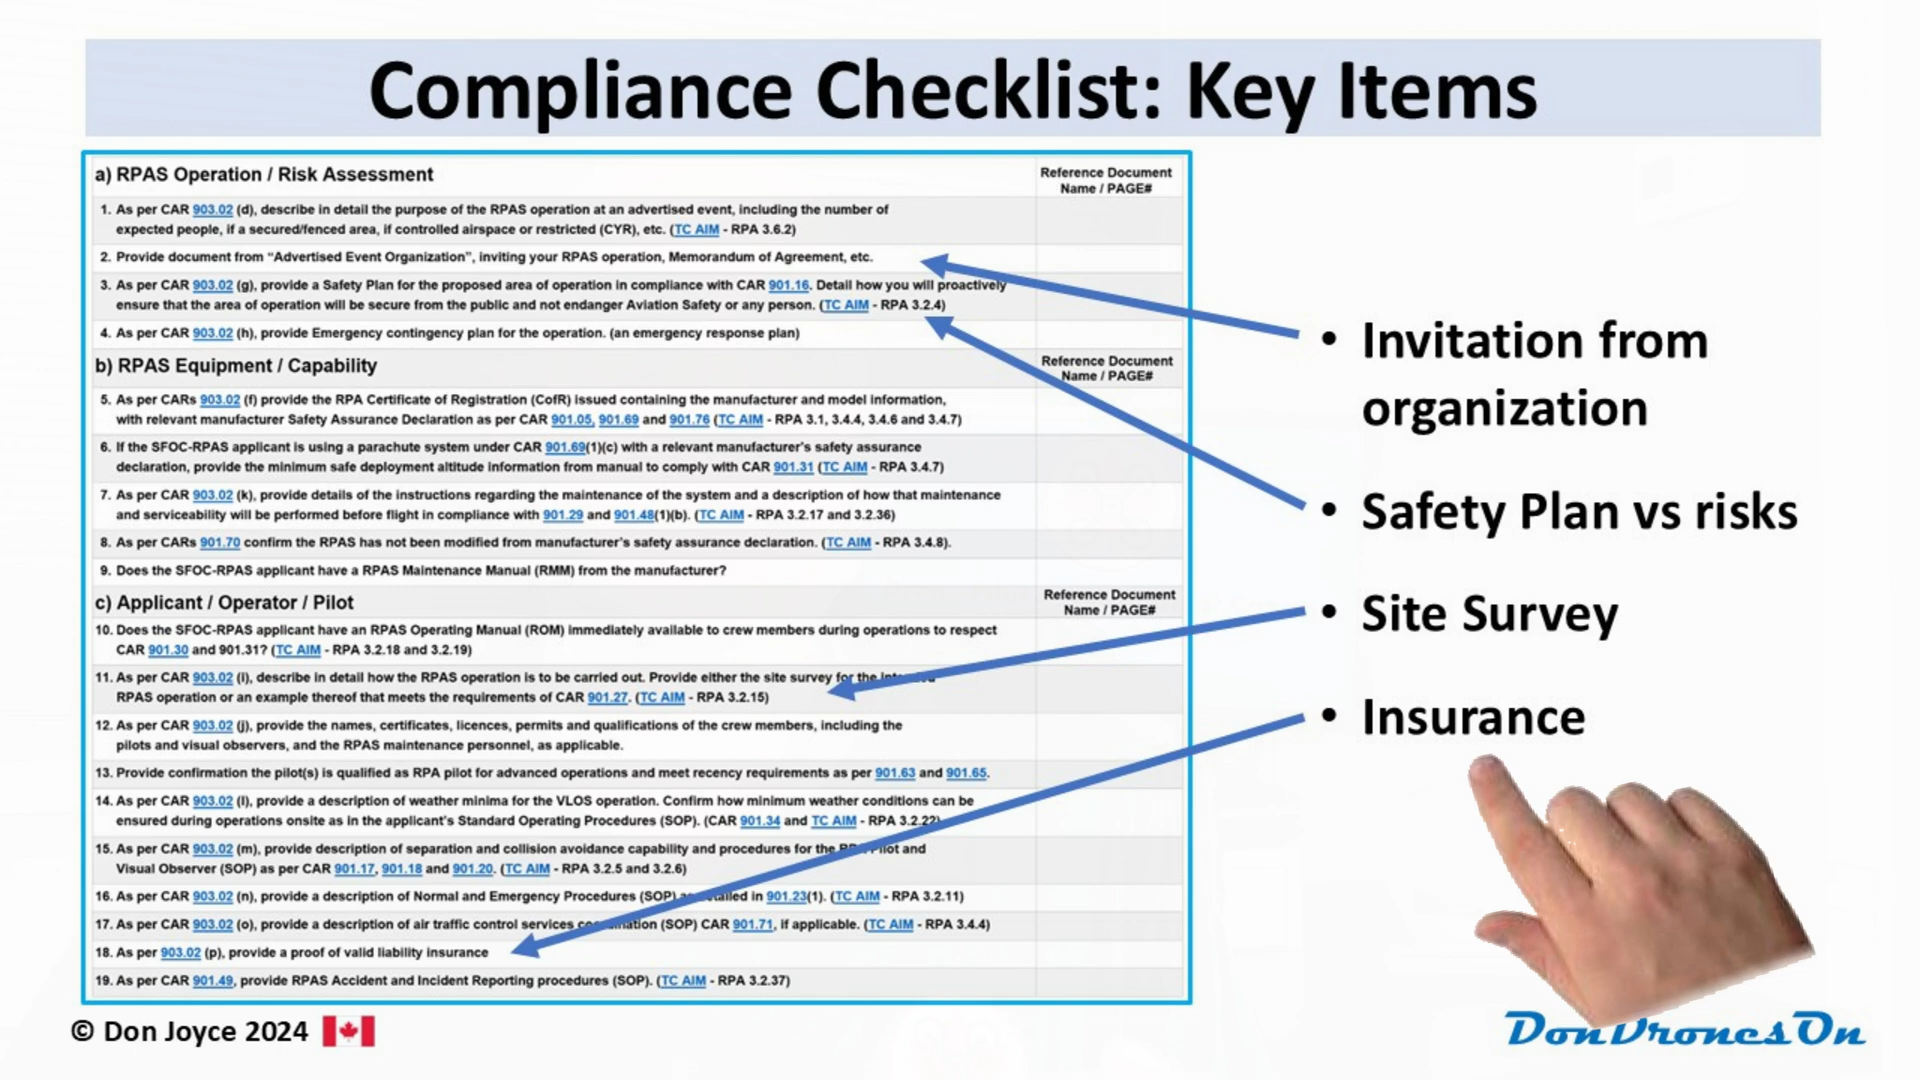 Compliance Checklist: Key Items
a) RPAS Operation / Risk Assessment
Reference Document
Name / PAGE#
1. As per CAR 903.02 (d), describe in detail the purpose of the RPAS operation at an advertised event, including the number of
expected people, if a secured/fenced area, if controlled airspace or restricted (CYR), etc. (TC AIM - RPA 3.6.2)
2. Provide document from “Advertised Event Organization”, inviting your RPAS operation, Memorandum of Agreement, etc.
3. As per CAR 903.02 (g), provide a Safety Plan for the proposed area of operation in compliance with CAR 901.16. Detail how you will proactively
ensure that the area of operation will be secure from the public and not endanger Aviation Safety or any person. (TC AIM - RPA 3.2.4)
4. As per CAR 903.02 (h), provide Emergency contingency plan for the operation. (an emergency response plan)
b) RPAS Equipment / Capability
Reference Document
Name / PAGE#
5. As per CARs 903.02 (f) provide the RPA Certificate of Registration (CofR) issued containing the manufacturer and model information,
with relevant manufacturer Safety Assurance Declaration as per CAR 901.05, 901.69 and 901.76 (TC AIM - RPA 3.1, 3.4.4, 3.4.6 and 3.4.7)
6. If the SFOC-RPAS applicant is using a parachute system under CAR 901.69(1)(c) with a relevant manufacturer's safety assurance
declaration, provide the minimum safe deployment altitude information from manual to comply with CAR 901.31 (TC AIM - RPA 3.4.7)
7. As per CAR 903.02 (k), provide details of the instructions regarding the maintenance of the system and a description of how that maintenance
and serviceability will be performed before flight in compliance with 901.29 and 901.48(1)(b). (TC AIM - RPA 3.2.17 and 3.2.36)
8. As per CARs 901.70 confirm the RPAS has not been modified from manufacturer's safety assurance declaration. (TC AIM - RPA 3.4.8).
9. Does the SFOC-RPAS applicant have a RPAS Maintenance Manual (RMM) from the manufacturer?
c) Applicant / Operator / Pilot
Reference Document
Name / PAGE#
10. Does the SFOC-RPAS applicant have an RPAS Operating Manual (ROM) immediately available to crew members during operations to respect
CAR 901.30 and 901.31? (TC AIM - RPA 3.2.18 and 3.2.19)
11. As per CAR 903.02 (i), describe in detail how the RPAS operation is to be carried out. Provide either the site survey for the
RPAS operation or an example thereof that meets the requirements of CAR 901.27. (TC AIM - RPA 3.2.15)
12. As per CAR 903.02 (j), provide the names, certificates, licences, permits and qualifications of the crew members, including the
pilots and visual observers, and the RPAS maintenance personnel, as applicable.
13. Provide confirmation the pilot(s) is qualified as RPA pilot for advanced operations and meet recency requirements as per 901.63 and 901.65.
14. As per CAR 903.02 (l), provide a description of weather minima for the VLOS operation. Confirm how minimum weather conditions can be
ensured during operations onsite as in the applicant's Standard Operating Procedures (SOP). (CAR 901.34 and TC AIM - RPA 3.2.22)
15. As per CAR 903.02 (m), provide description of separation and collision avoidance capability and procedures for the and
Visual Observer (SOP) as per CAR 901.17, 901.18 and 901.20. (TC AIM - RPA 3.2.5 and 3.2.6)
16. As per CAR 903.02 (n), provide a description of Normal and Emergency Procedures (SOP) in 901.23(1). (TC AIM - RPA 3.2.11)
17. As per CAR 903.02 (o), provide a description of air traffic control services (SOP) CAR 901.71, if applicable. (TC AIM - RPA 3.4.4)
18. As per 903.02 (p), provide a proof of valid liability insurance
19. As per CAR 901.49, provide RPAS Accident and Incident Reporting procedures (SOP). (TC AIM - RPA 3.2.37)
• Invitation from
organization
• Safety Plan vs risks
• Site Survey
• Insurance
© Don Joyce 2024
DonDronesOn